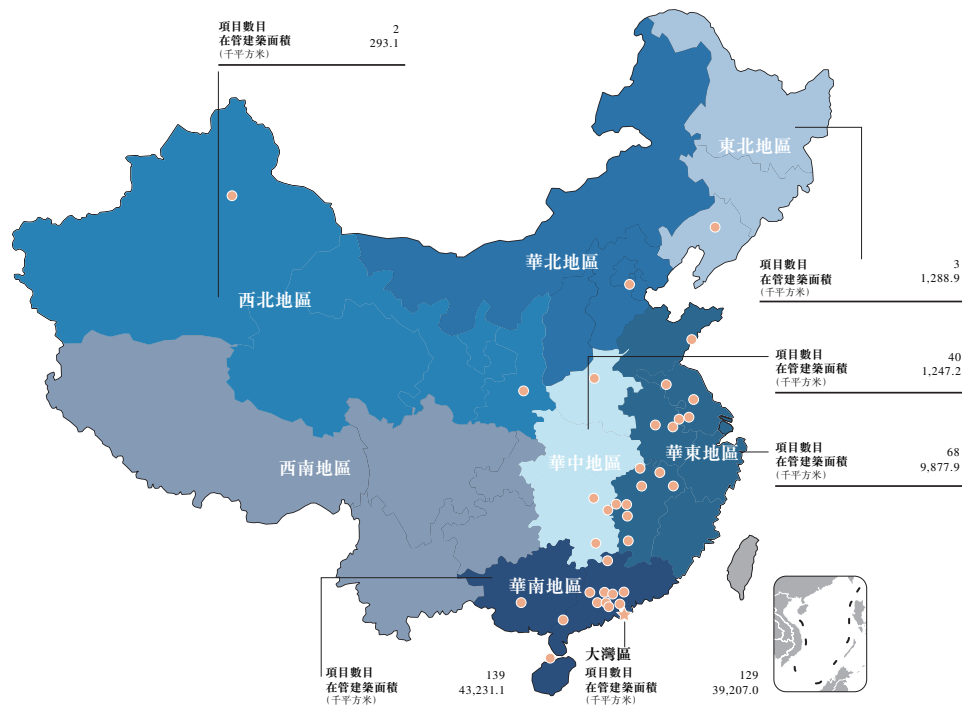 項目數目 2
在管建築面積 293.1
(千平方米)
東北地區
華北地區
西北地區
項目數目 3
在管建築面積 1,288.9
(千平方米)
項目數目 40
在管建築面積 1,247.2
(千平方米)
西南地區
華中地區
華東地區
項目數目 68
在管建築面積 9,877.9
(千平方米)
華南地區
大灣區
項目數目 139
在管建築面積 43,231.1
(千平方米)
項目數目 129
在管建築面積 39,207.0
(千平方米)